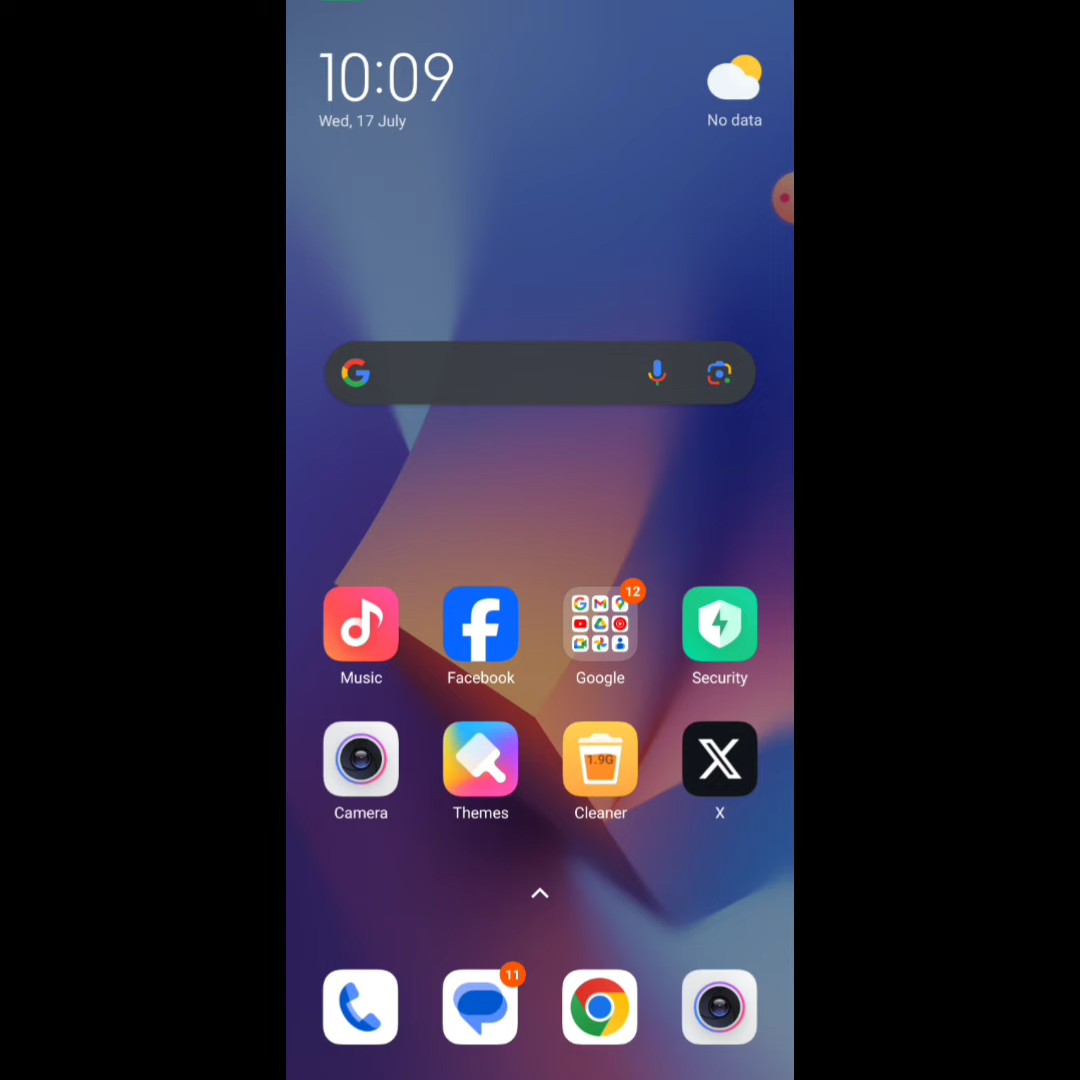 10:09
Wed, 17 July
No data
12
Music
Facebook
Google
Security
1.9G
Camera
Themes
Cleaner
X
11